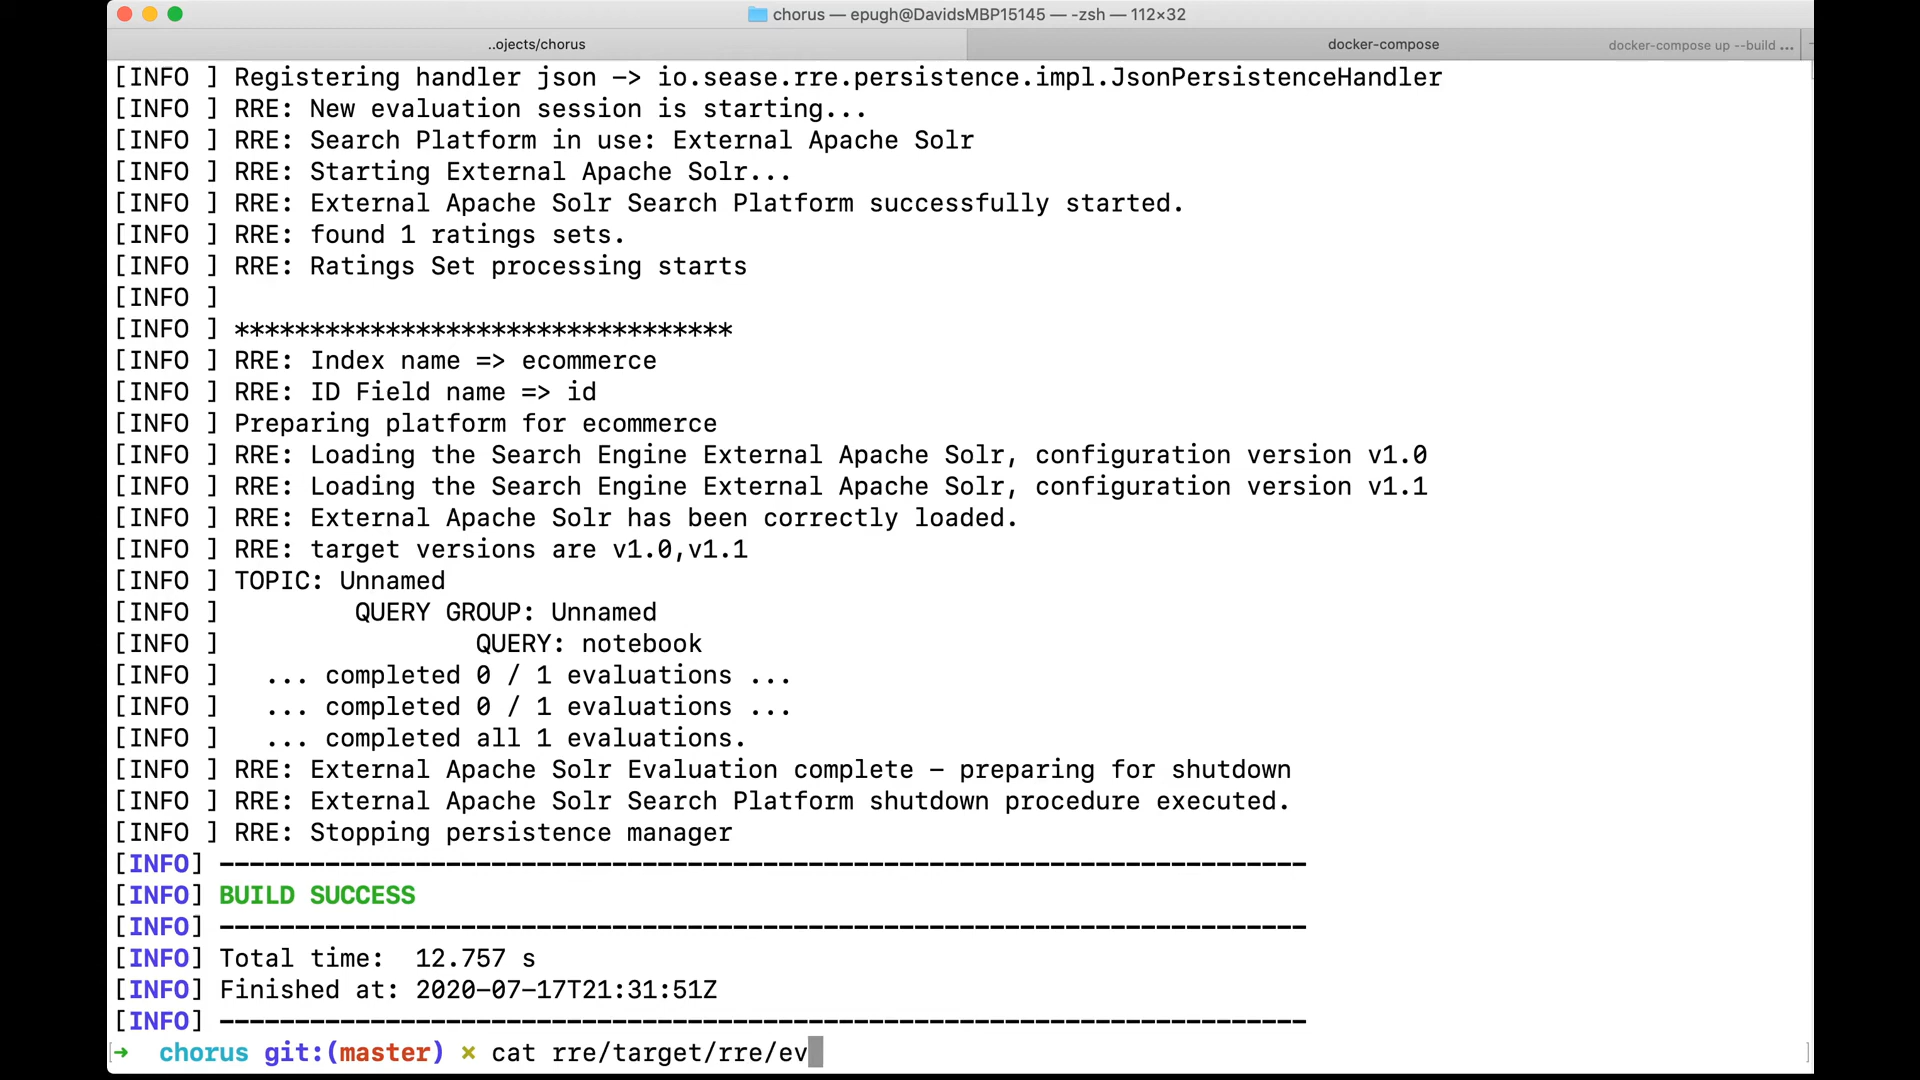 chorus — epugh@DavidsMBP15145 — -zsh — 112×32
..ojects/chorus
docker-compose
docker-compose up --build ...
[INFO ] Registering handler json -> io.sease.rre.persistence.impl.JsonPersistenceHandler
[INFO ] RRE: New evaluation session is starting...
[INFO ] RRE: Search Platform in use: External Apache Solr
[INFO ] RRE: Starting External Apache Solr...
[INFO ] RRE: External Apache Solr Search Platform successfully started.
[INFO ] RRE: found 1 ratings sets.
[INFO ] RRE: Ratings Set processing starts
[INFO ]
[INFO ] *********************************
[INFO ] RRE: Index name => ecommerce
[INFO ] RRE: ID Field name => id
[INFO ] Preparing platform for ecommerce
[INFO ] RRE: Loading the Search Engine External Apache Solr, configuration version v1.0
[INFO ] RRE: Loading the Search Engine External Apache Solr, configuration version v1.1
[INFO ] RRE: External Apache Solr has been correctly loaded.
[INFO ] RRE: target versions are v1.0,v1.1
[INFO ] TOPIC: Unnamed
[INFO ]         QUERY GROUP: Unnamed
[INFO ]                 QUERY: notebook
[INFO ]   ... completed 0 / 1 evaluations ...
[INFO ]   ... completed 0 / 1 evaluations ...
[INFO ]   ... completed all 1 evaluations.
[INFO ] RRE: External Apache Solr Evaluation complete - preparing for shutdown
[INFO ] RRE: External Apache Solr Search Platform shutdown procedure executed.
[INFO ] RRE: Stopping persistence manager
[INFO] ------------------------------------------------------------------------
[INFO] BUILD SUCCESS
[INFO] ------------------------------------------------------------------------
[INFO] Total time:  12.757 s
[INFO] Finished at: 2020-07-17T21:31:51Z
[INFO] ------------------------------------------------------------------------
➜  chorus git:(master) ✗ cat rre/target/rre/ev